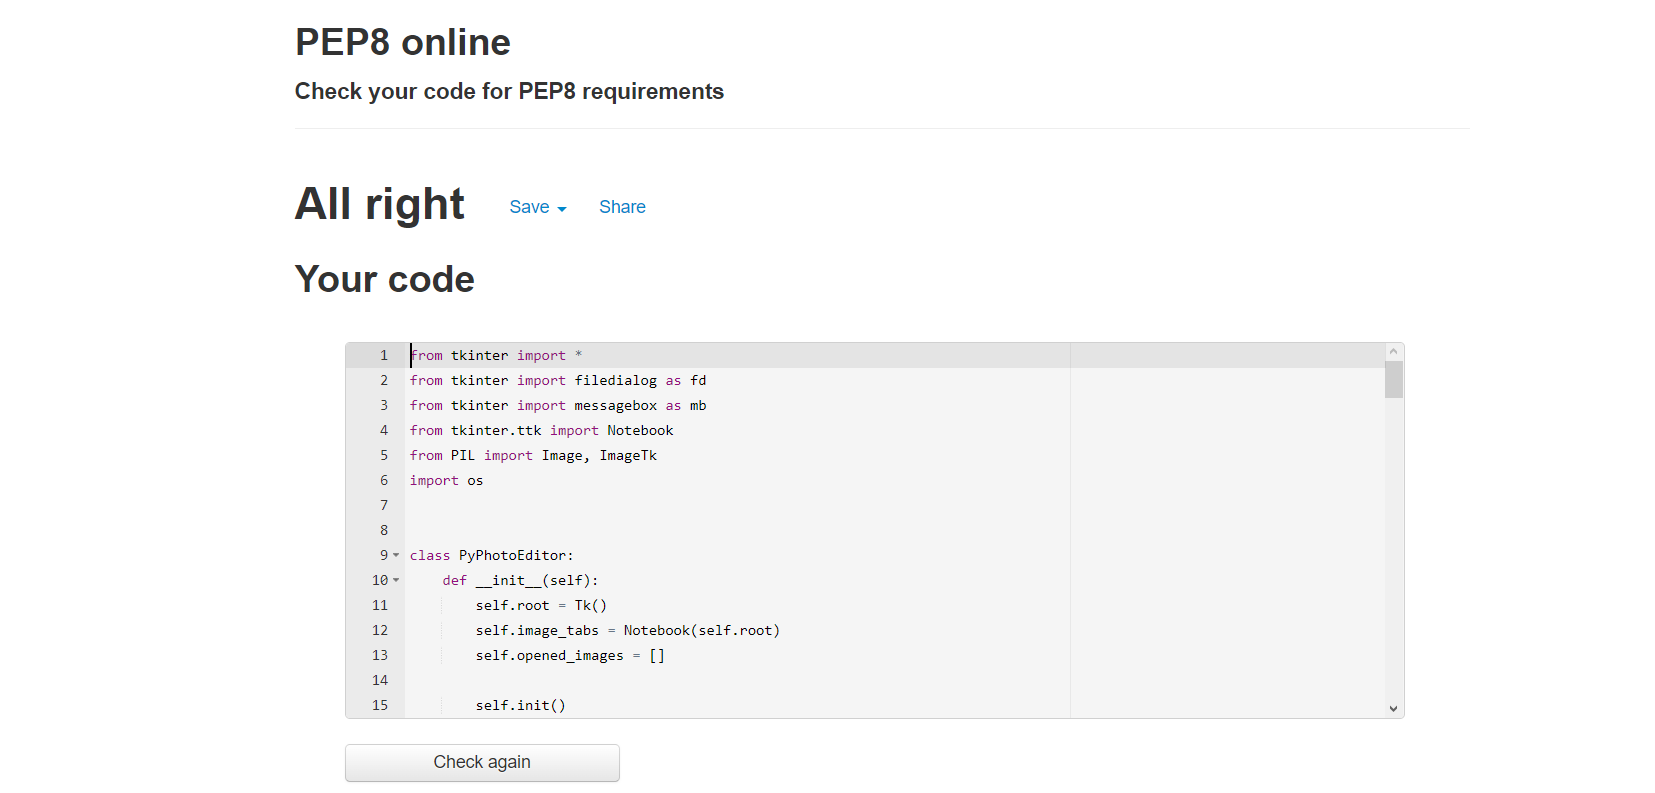 PEP8 online
Check your code for PEP8 requirements
All right Save Share
Your code
1 from tkinter import *
2 from tkinter import filedialog as fd
3 from tkinter import messagebox as mb
4 from tkinter.ttk import Notebook
5 from PIL import Image, ImageTk
6 import os
7
8
9 class PyPhotoEditor:
10     def __init__(self):
11         self.root = Tk()
12         self.image_tabs = Notebook(self.root)
13         self.opened_images = []
14
15         self.init()
Check again